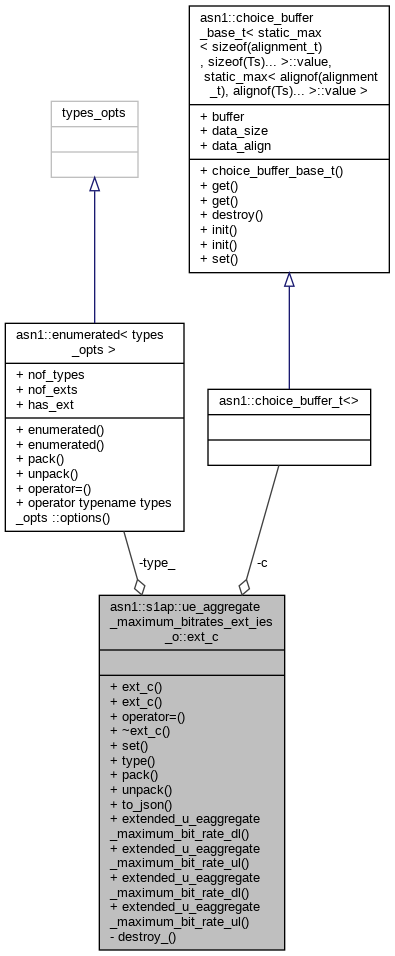 asn1::choice_buffer
_base_t< static_max
< sizeof(alignment_t)
, sizeof(Ts)... >::value,
static_max< alignof(alignment
_t), alignof(Ts)... >::value >
+ buffer
+ data_size
+ data_align
+ choice_buffer_base_t()
+ get()
+ get()
+ destroy()
+ init()
+ init()
+ set()
types_opts
asn1::enumerated< types
_opts >
+ nof_types
+ nof_exts
+ has_ext
+ enumerated()
+ enumerated()
+ pack()
+ unpack()
+ operator=()
+ operator typename types
_opts ::options()
asn1::choice_buffer_t<>
-type_
-c
asn1::s1ap::ue_aggregate
_maximum_bitrates_ext_ies
_o::ext_c
+ ext_c()
+ ext_c()
+ operator=()
+ ~ext_c()
+ set()
+ type()
+ pack()
+ unpack()
+ to_json()
+ extended_u_eaggregate
_maximum_bit_rate_dl()
+ extended_u_eaggregate
_maximum_bit_rate_ul()
+ extended_u_eaggregate
_maximum_bit_rate_dl()
+ extended_u_eaggregate
_maximum_bit_rate_ul()
- destroy_()